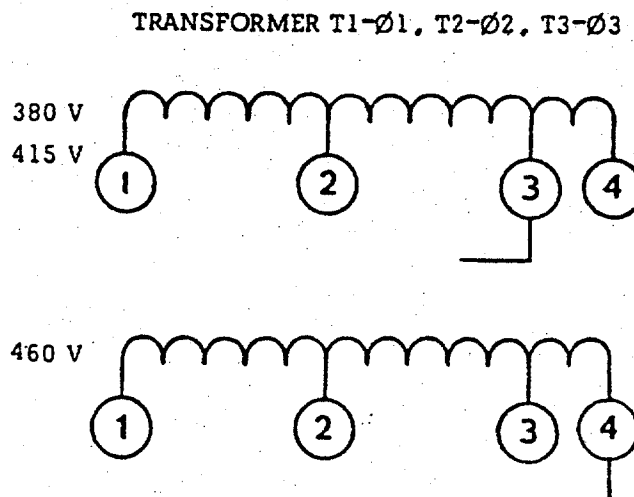 TRANSFORMER T1-Ø1, T2-Ø2, T3-Ø3
380 V
415 V
1 2 3 4
460 V
1 2 3 4